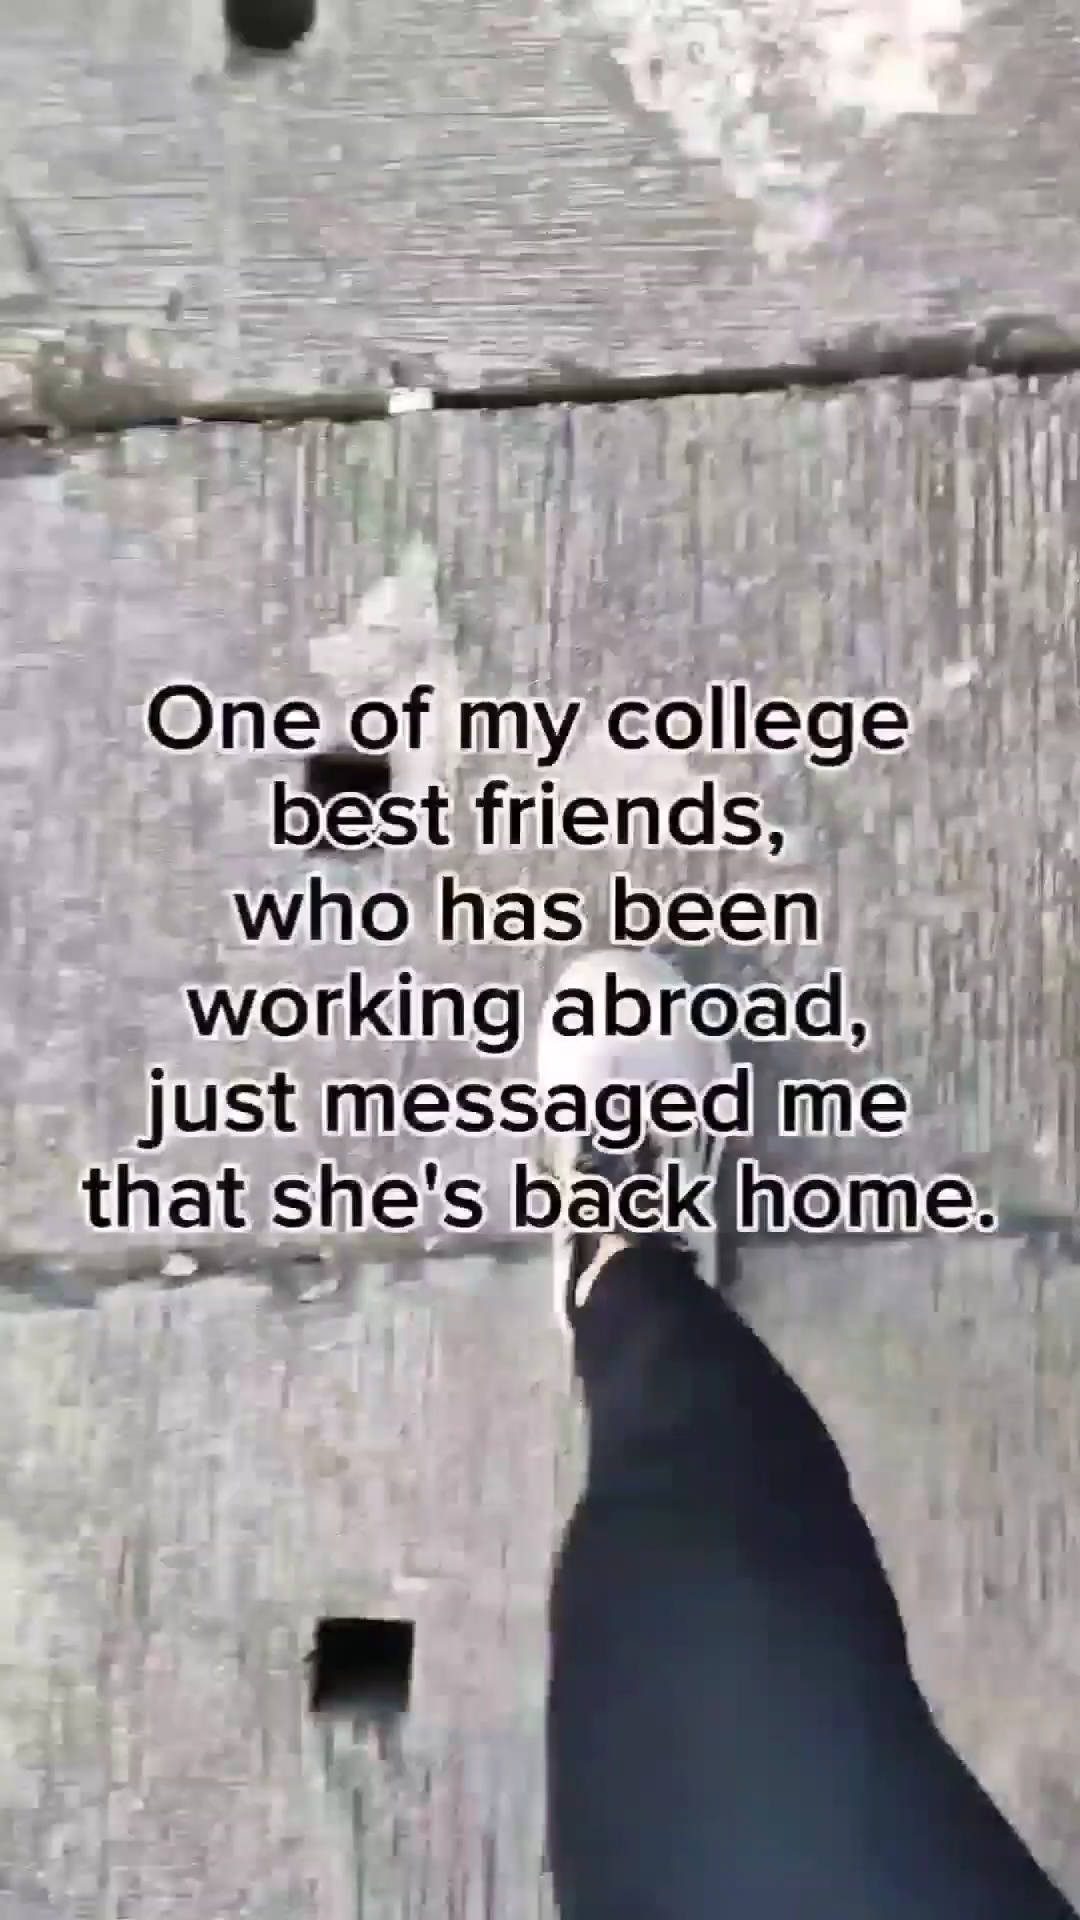 One of my college
best friends,
who has been
working abroad,
just messaged me
that she's back home.